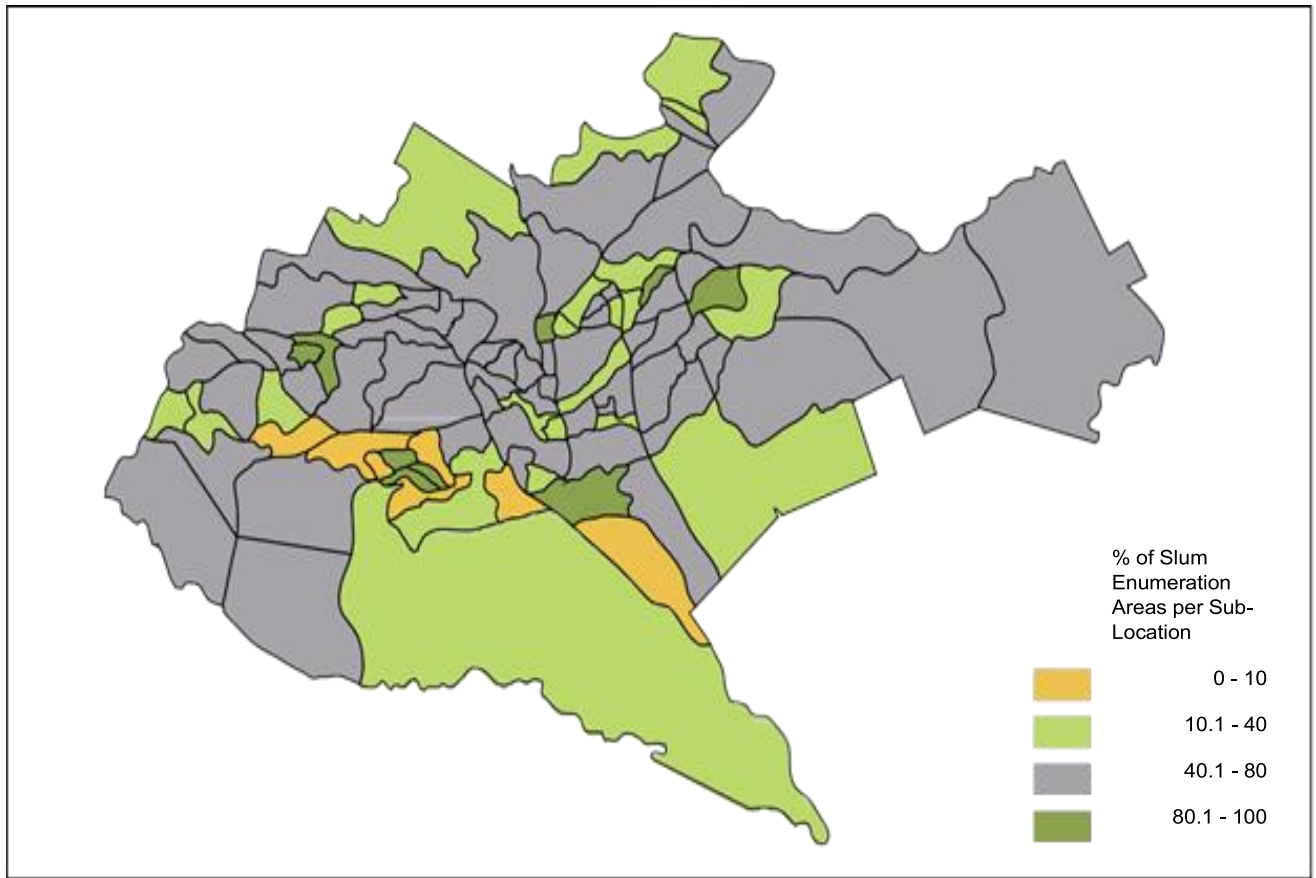 % of Slum
Enumeration
Areas per Sub-
Location
0 - 10
10.1 - 40
40.1 - 80
80.1 - 100